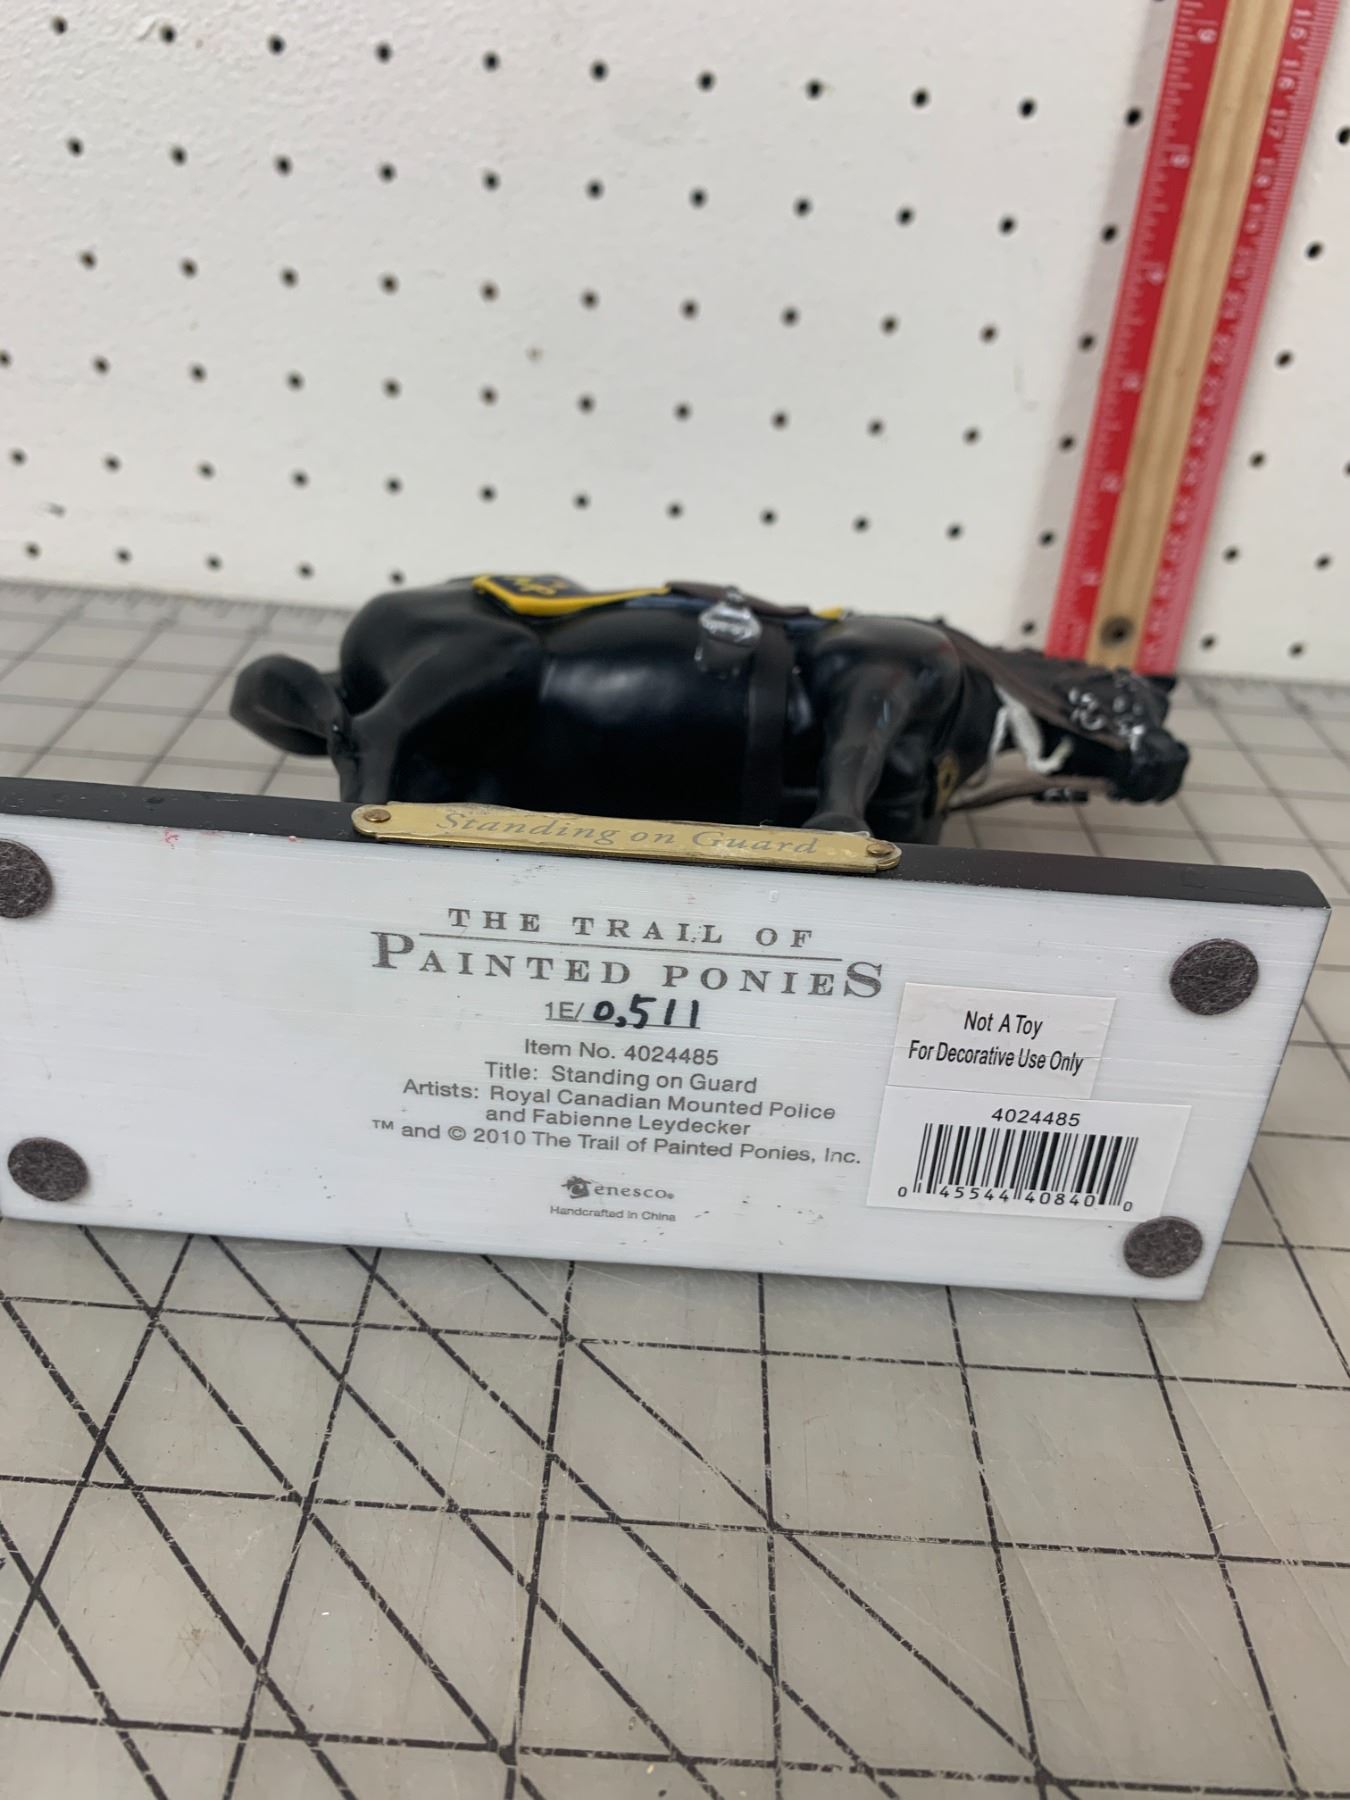 Standing on Guard
THE TRAIL OF
PAINTED PONIES
1E/ 0,511
Item No. 4024485
Title: Standing on Guard
Artists: Royal Canadian Mounted Police
and Fabienne Leydecker
™ and © 2010 The Trail of Painted Ponies, Inc.
enesco®
Handcrafted in China
Not A Toy
For Decorative Use Only
4024485
0 45544 40840 0